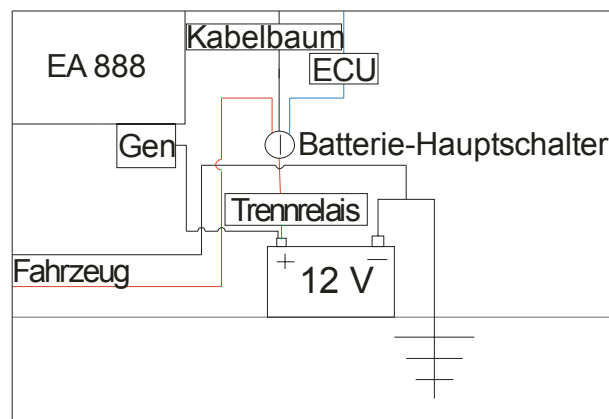 Kabelbaum
EA 888
ECU
Gen
Batterie-Hauptschalter
Trennrelais
Fahrzeug
+ 12 V −